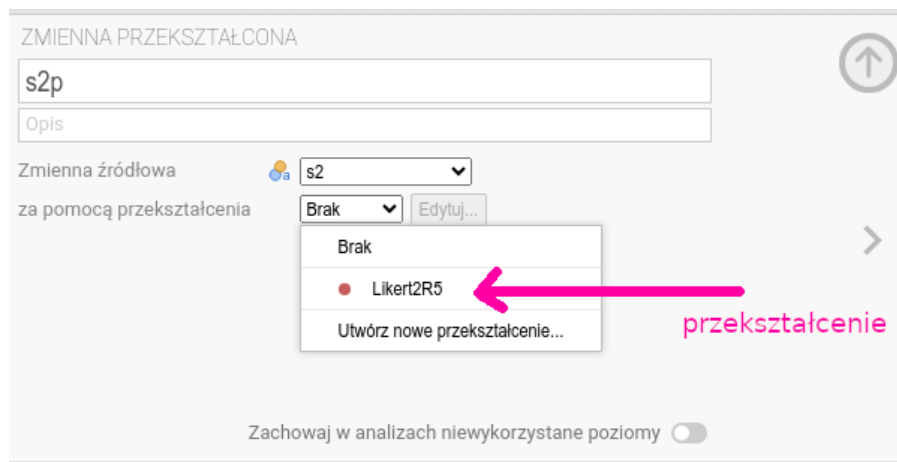 ZMIENNA PRZEKSZTAŁCONA
s2p
Opis
Zmienna źródłowa a s2
za pomocą przekształcenia Brak Edytuj...
Brak
Likert2R5
przekształcenie
Utwórz nowe przekształcenie...
Zachowaj w analizach niewykorzystane poziomy